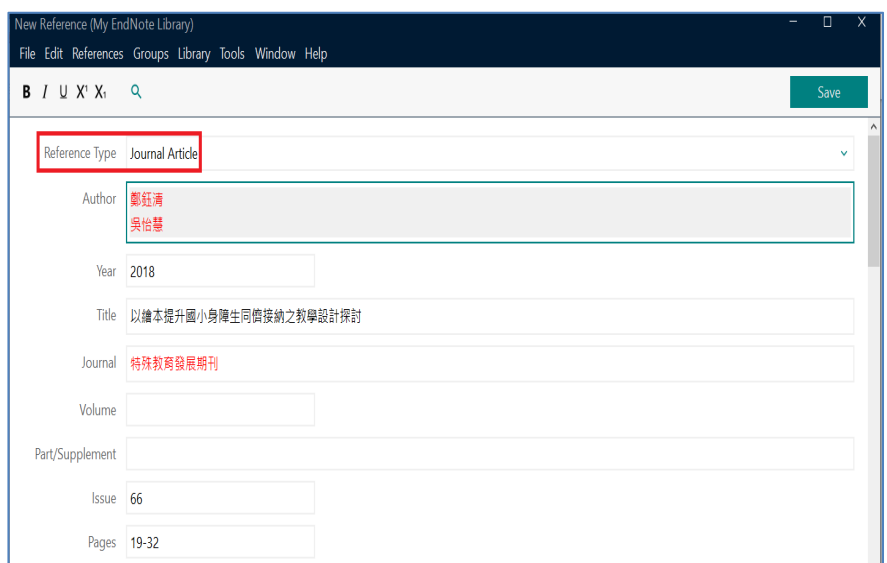 New Reference (My EndNote Library)
File Edit References Groups Library Tools Window Help
B I U X¹ X₁ Save
Reference Type Journal Article
Author 鄭鈺清
吳怡慧
Year 2018
Title 以繪本提升國小身障生同儕接納之教學設計探討
Journal 特殊教育發展期刊
Volume
Part/Supplement
Issue 66
Pages 19-32